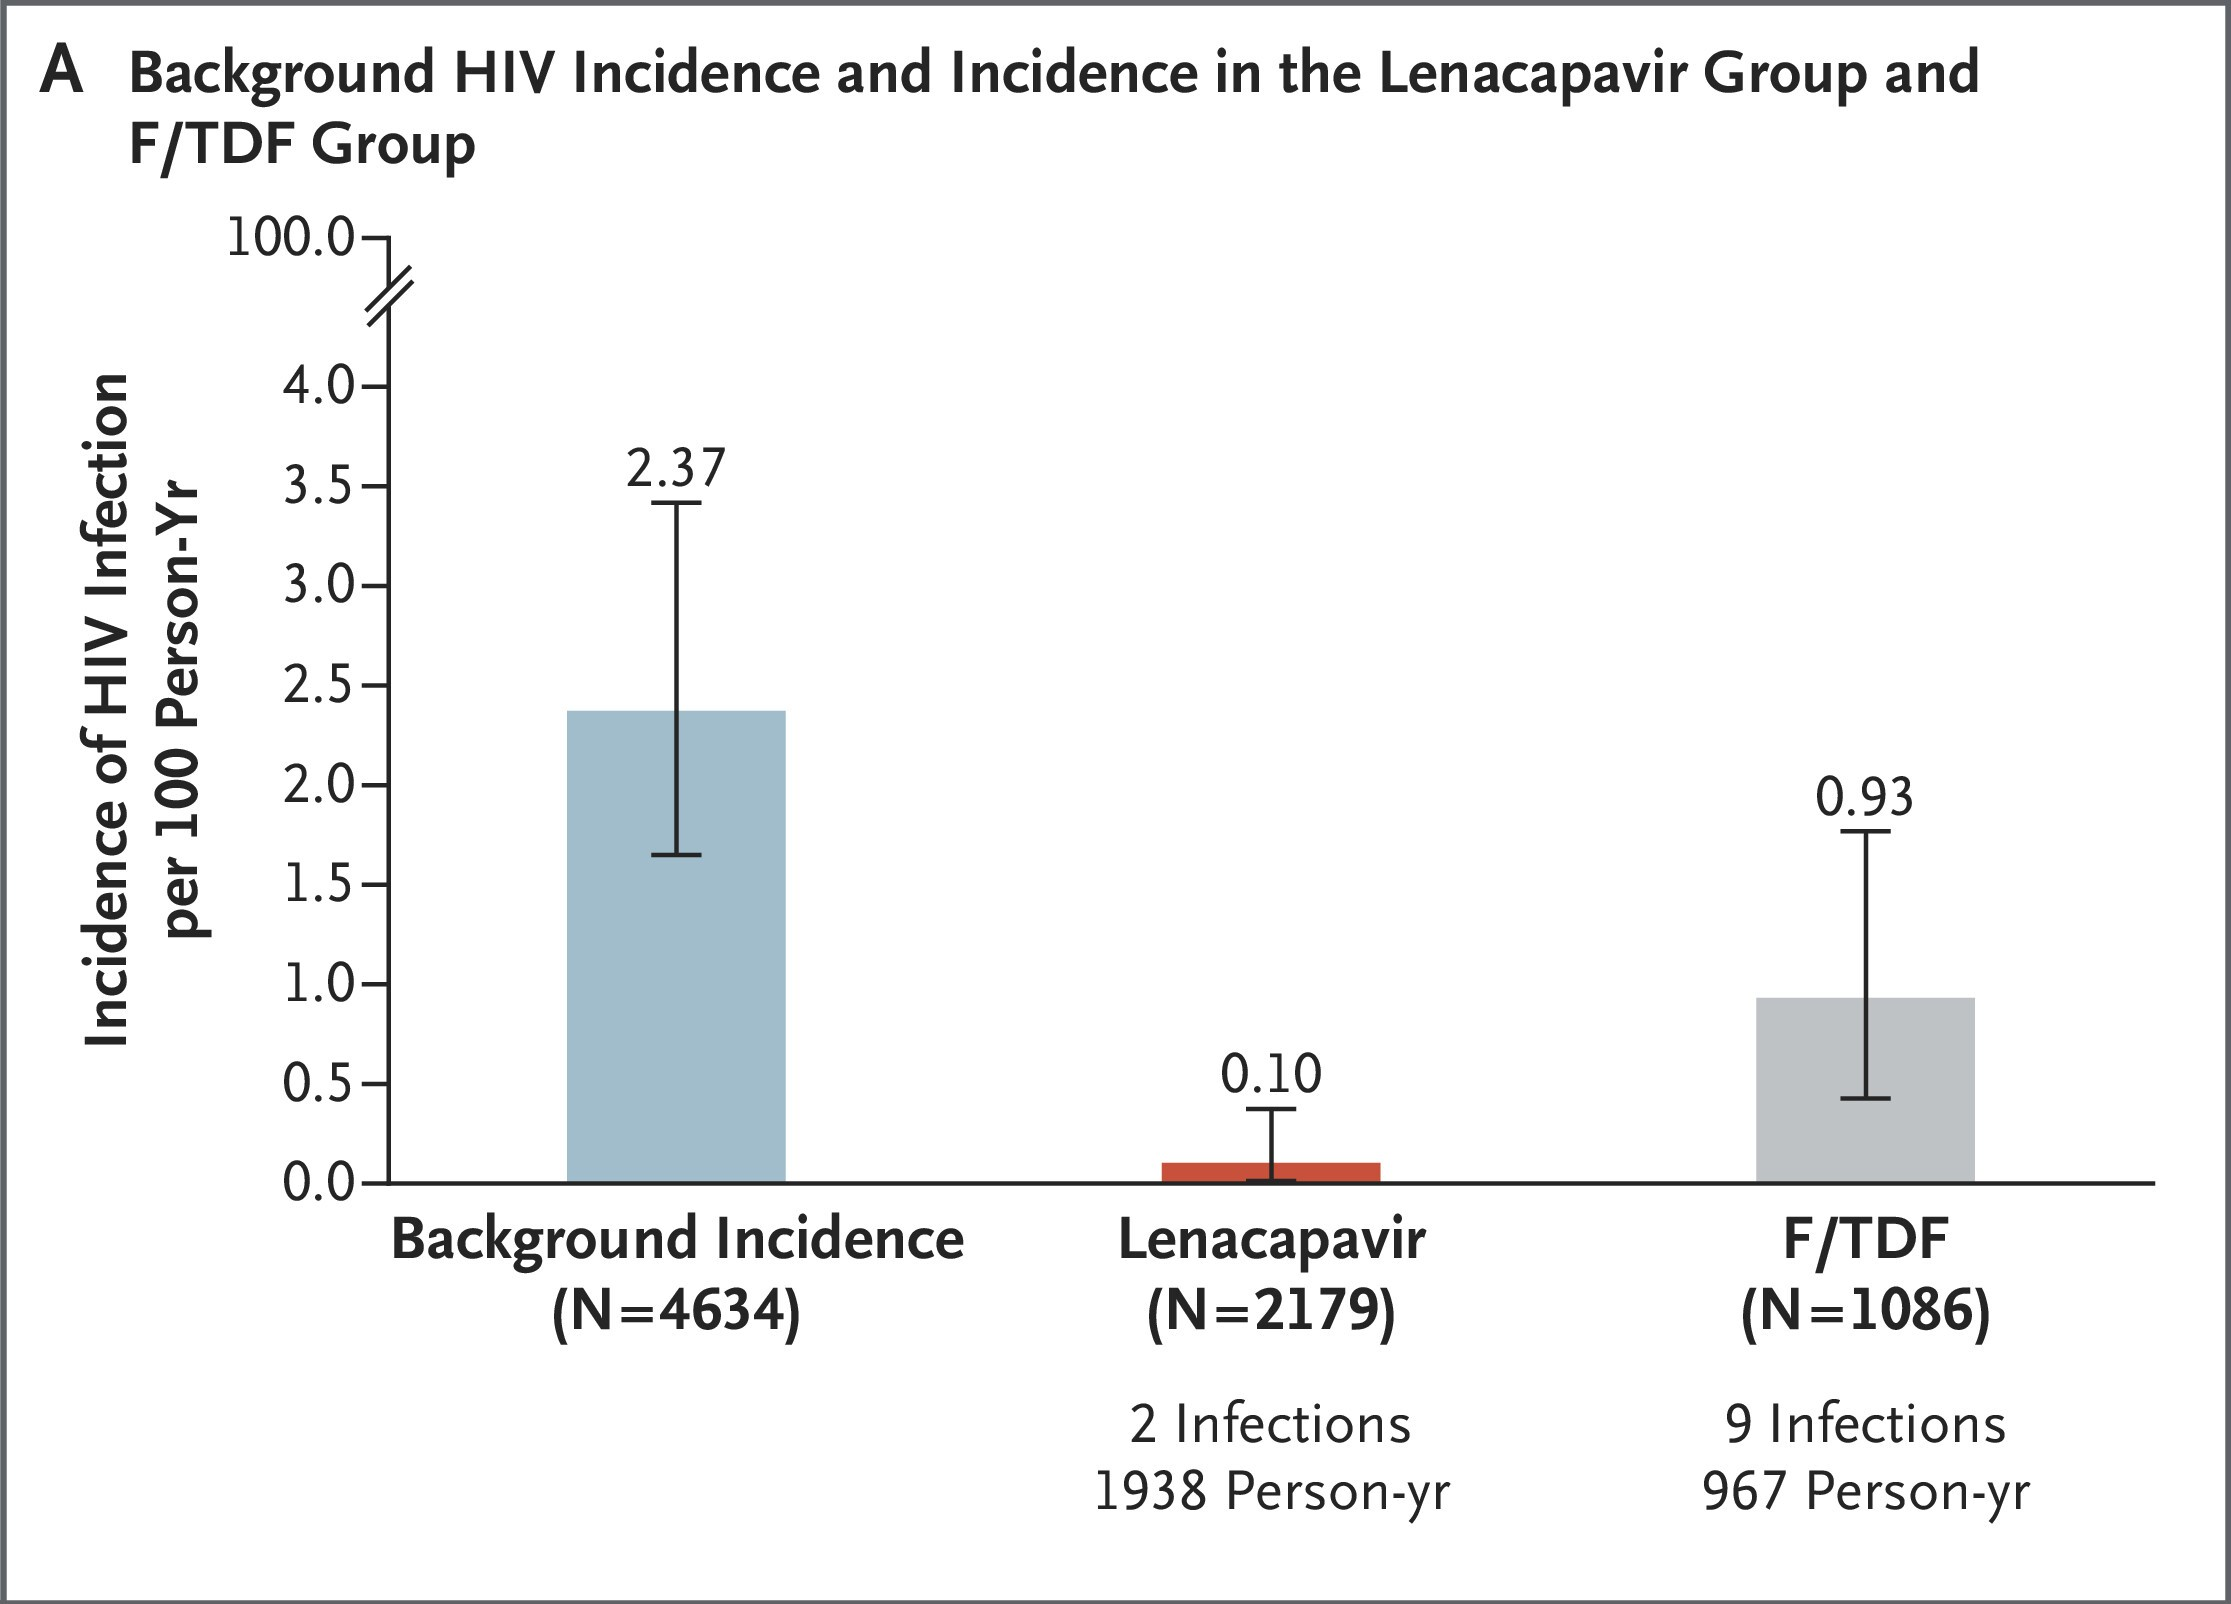 A Background HIV Incidence and Incidence in the Lenacapavir Group and
F/TDF Group
Incidence of HIV Infection
per 100 Person-Yr
100.0
4.0
3.5
3.0
2.5
2.0
1.5
1.0
0.5
0.0
2.37
0.10
0.93
Background Incidence
(N=4634)
Lenacapavir
(N=2179)
2 Infections
1938 Person-yr
F/TDF
(N=1086)
9 Infections
967 Person-yr